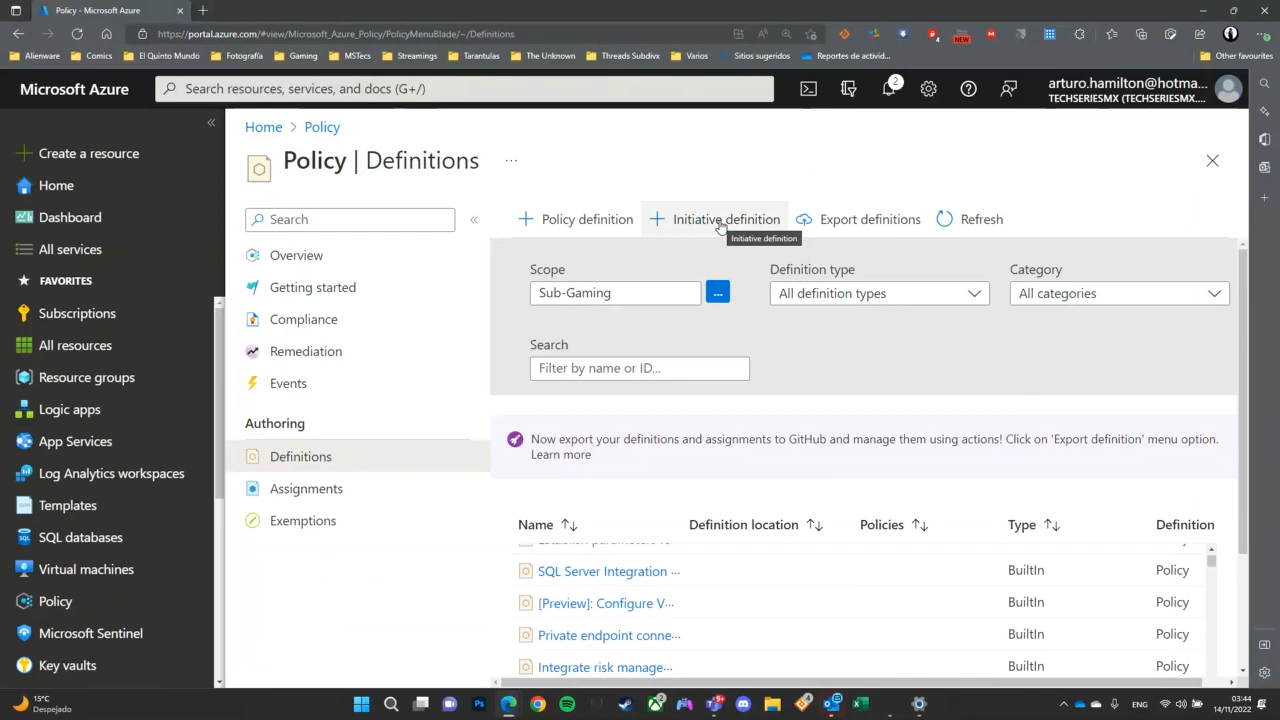 Policy - Microsoft Azure
https://portal.azure.com/#view/Microsoft_Azure_Policy/PolicyMenuBlade/~/Definitions
Alienware
Comics
El Quinto Mundo
Fotografía
Gaming
MSTecs
Streamings
Tarantulas
The Unknown
Threads Subdivx
Varios
Sitios sugeridos
Reportes de activid...
Other favourites
Microsoft Azure
Search resources, services, and docs (G+/)
2
arturo.hamilton@hotma...
TECHSERIESMX (TECHSERIESMX....
Create a resource
Home
Dashboard
All services
FAVORITES
Subscriptions
All resources
Resource groups
Logic apps
App Services
Log Analytics workspaces
Templates
SQL databases
Virtual machines
Policy
Microsoft Sentinel
Key vaults
Home > Policy
Policy | Definitions
...
Search
Overview
Getting started
Compliance
Remediation
Events
Authoring
Definitions
Assignments
Exemptions
Policy definition
Initiative definition
Export definitions
Refresh
Initiative definition
Scope
Sub-Gaming
...
Definition type
All definition types
Category
All categories
Search
Filter by name or ID...
Now export your definitions and assignments to GitHub and manage them using actions! Click on 'Export definition' menu option.
Learn more
Name
Definition location
Policies
Type
Definition
SQL Server Integration ...
BuiltIn
Policy
[Preview]: Configure V...
BuiltIn
Policy
Private endpoint conne...
BuiltIn
Policy
Integrate risk manage...
BuiltIn
Policy
15°C
Despejado
ENG
03:44
14/11/2022